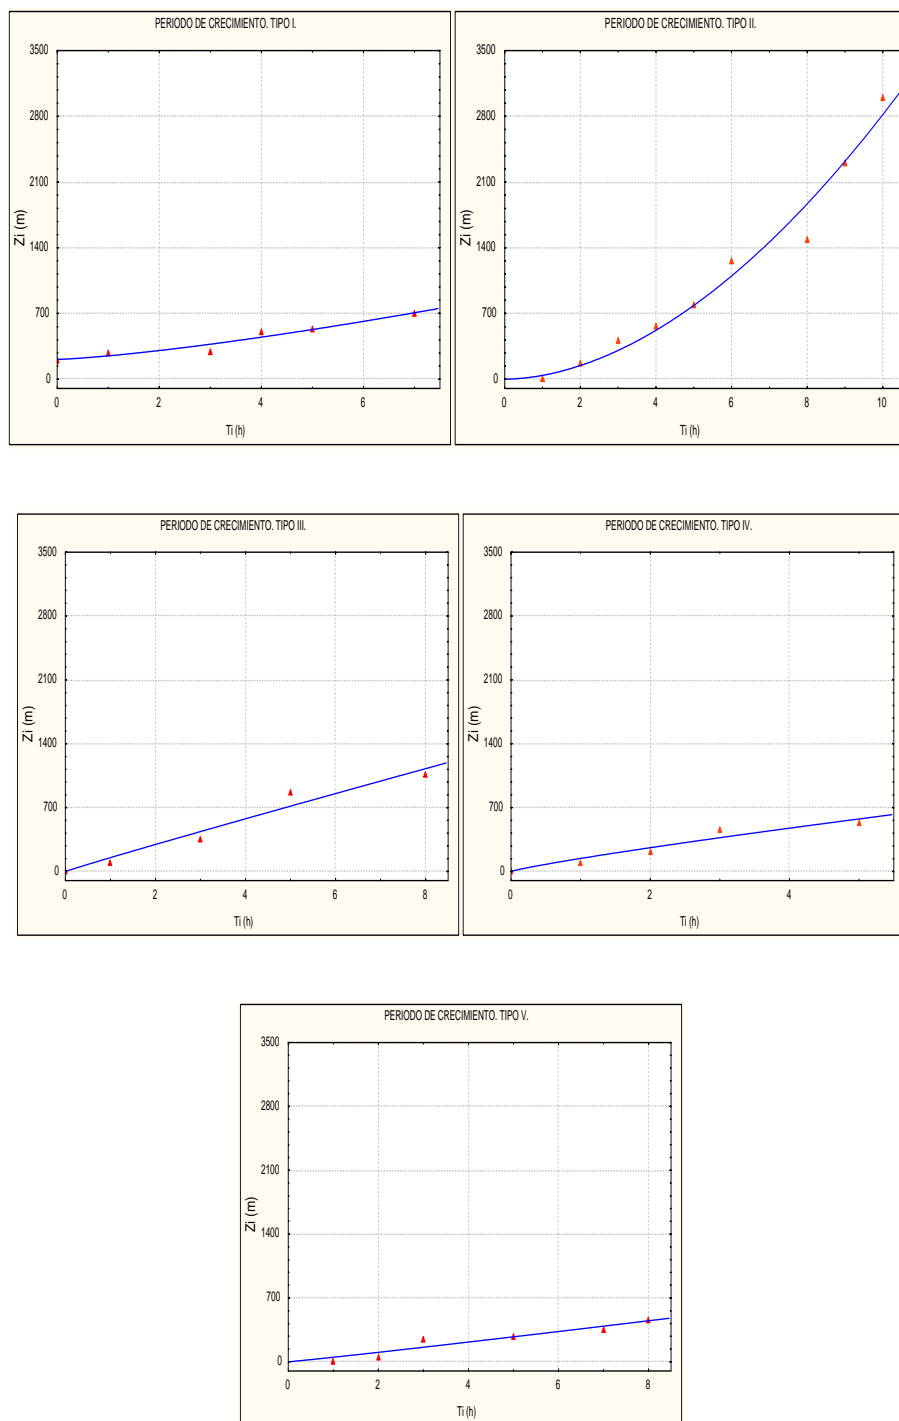 PERIODO DE CRECIMIENTO. TIPO I.
3500
2800
2100
1400
700
0
Zi (m)
0 2 4 6
Ti (h)
PERIODO DE CRECIMIENTO. TIPO II.
3500
2800
2100
1400
700
0
Zi (m)
0 2 4 6 8 10
Ti (h)
PERIODO DE CRECIMIENTO. TIPO III.
3500
2800
2100
1400
700
0
Zi (m)
0 2 4 6 8
Ti (h)
PERIODO DE CRECIMIENTO. TIPO IV.
3500
2800
2100
1400
700
0
Zi (m)
0 2 4
Ti (h)
PERIODO DE CRECIMIENTO. TIPO V.
3500
2800
2100
1400
700
0
Zi (m)
0 2 4 6 8
Ti (h)